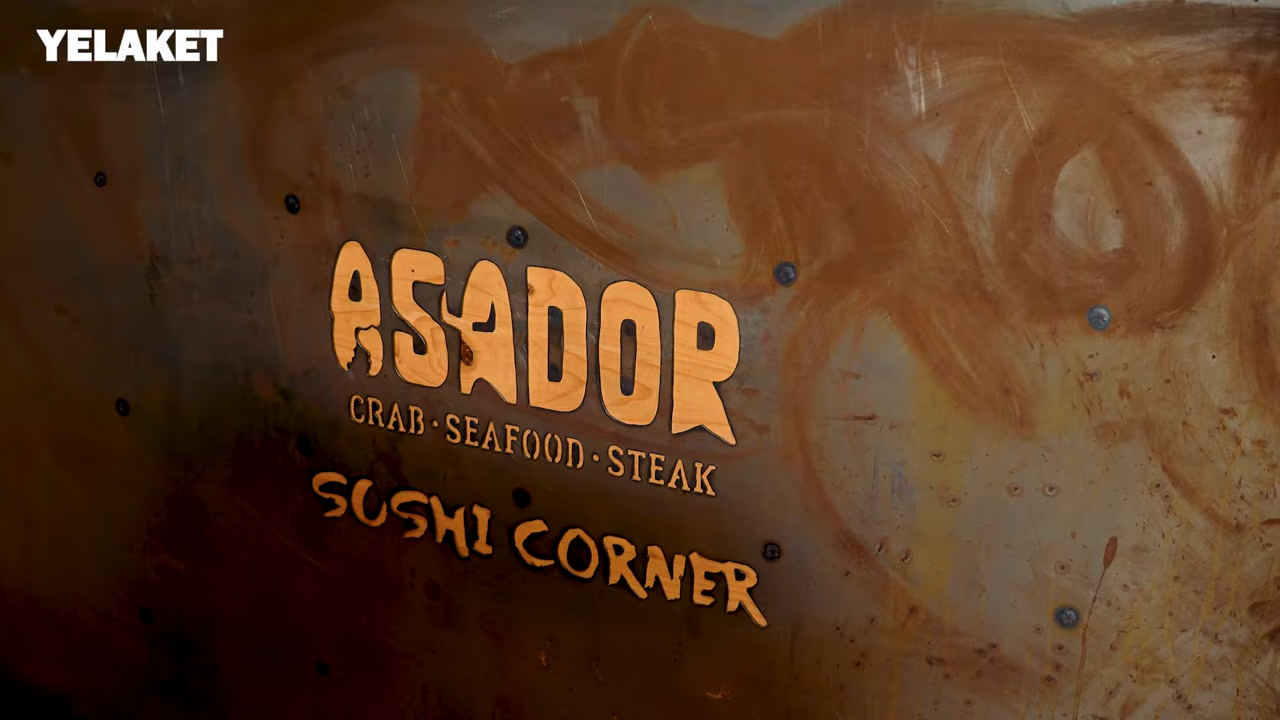 YELAKET
ASADOR
CRAB · SEAFOOD · STEAK
SUSHI CORNER